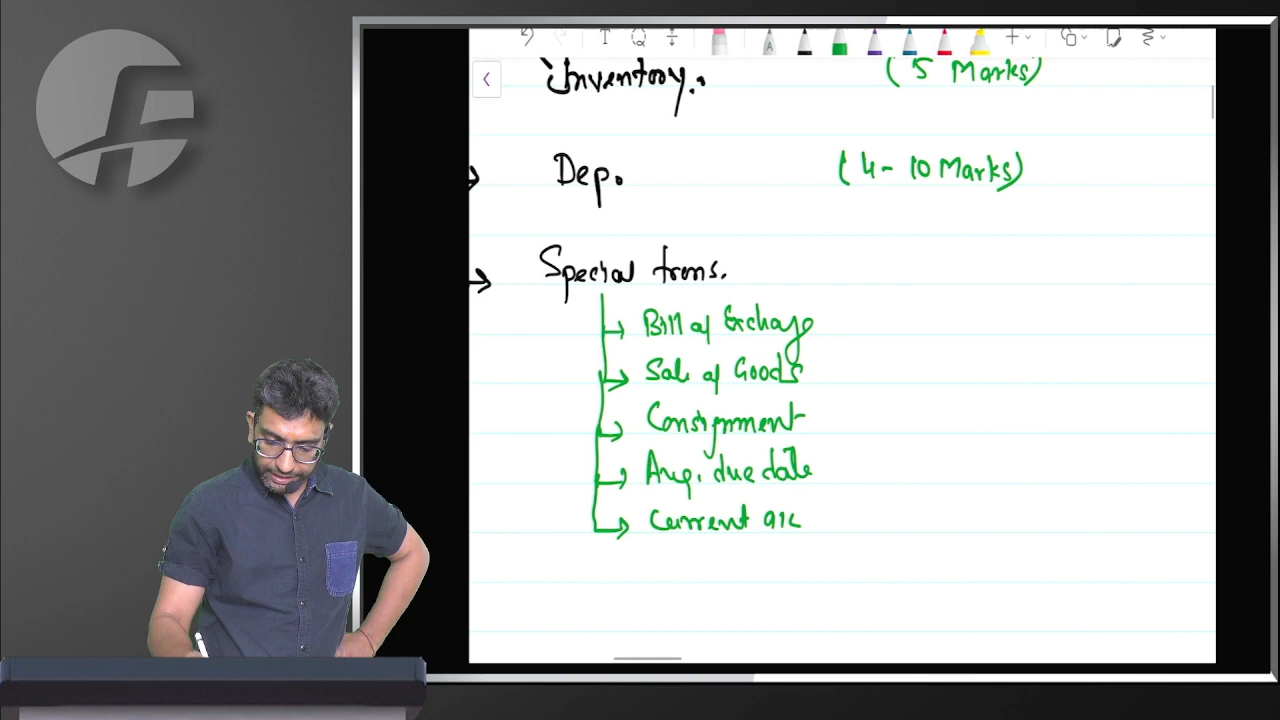 Inventory. (5 Marks)
Dep. (4-10 Marks)
Special trans.
Bill of Exchange
Sale of Goods
Consignment
Avg. due date
Current a/c